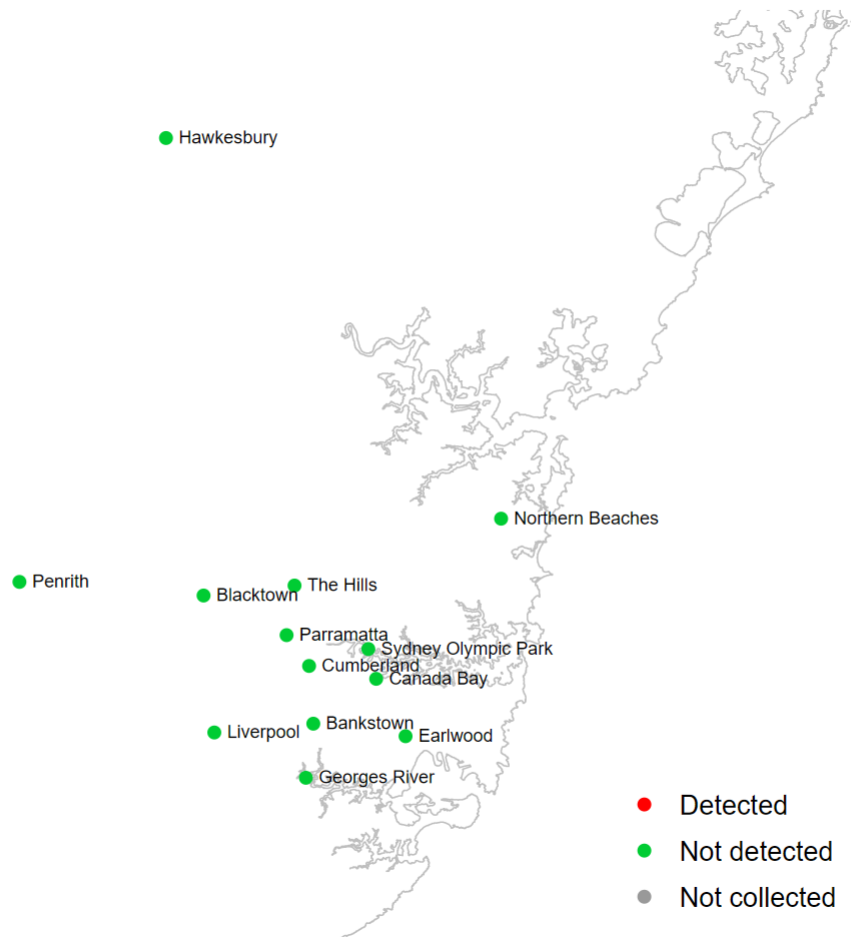 Hawkesbury
Northern Beaches
Penrith
The Hills
Blacktown
Parramatta
Sydney Olympic Park
Cumberland
Canada Bay
Bankstown
Liverpool
Earlwood
Georges River
Detected
Not detected
Not collected